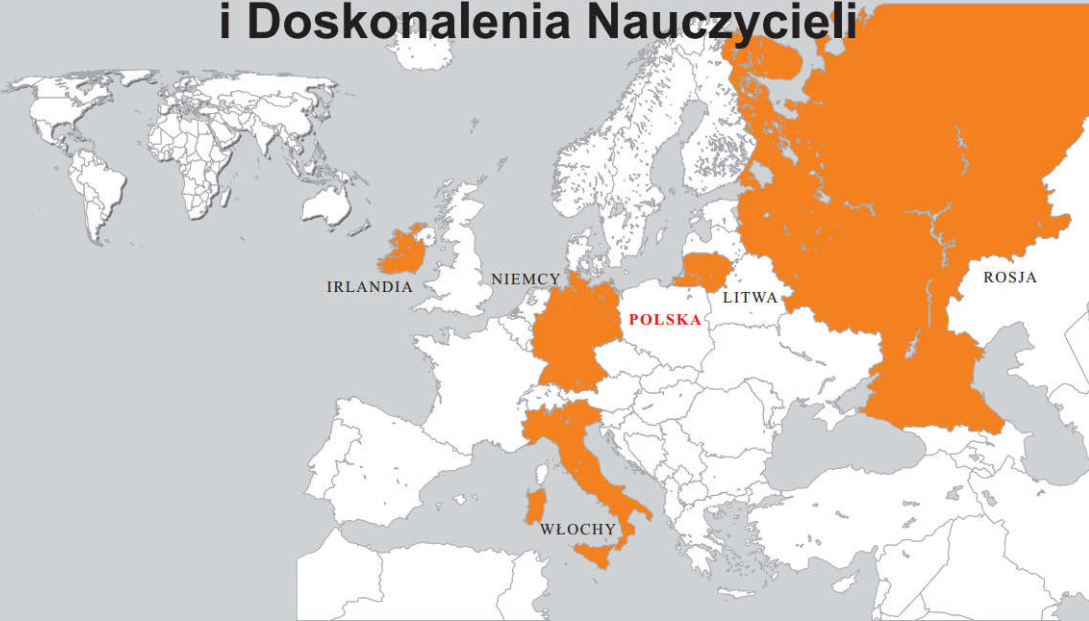 i Doskonalenia Nauczycieli
IRLANDIA
NIEMCY
POLSKA
LITWA
ROSJA
WŁOCHY